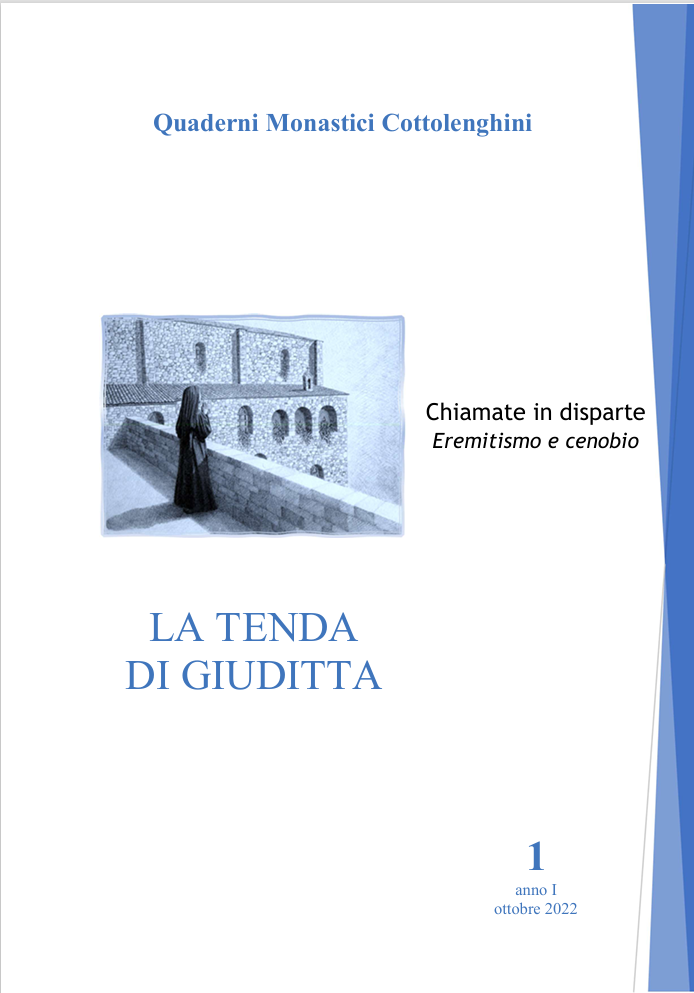 Quaderni Monastici Cottolenghini
Chiamate in disparte
Eremitismo e cenobio
LA TENDA
DI GIUDITTA
1
anno I
ottobre 2022